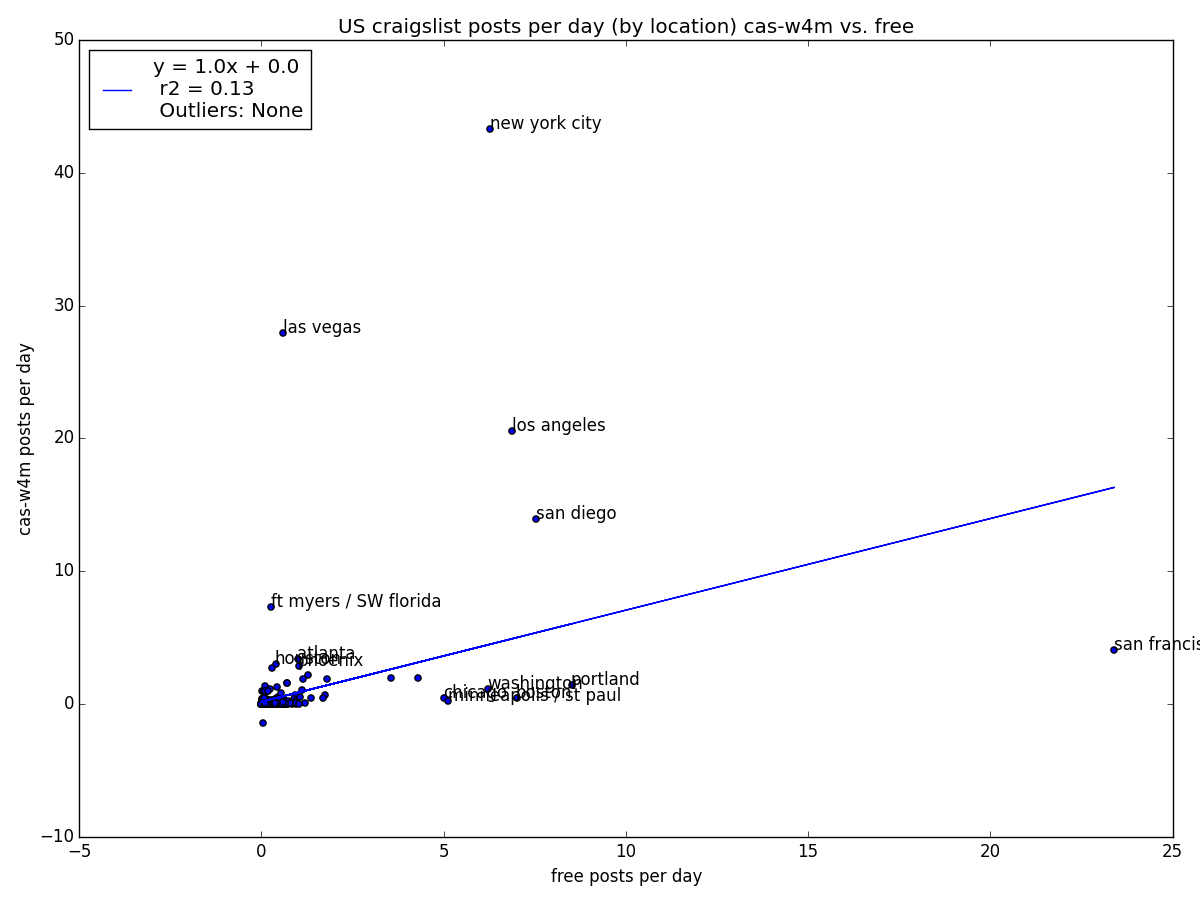 US craigslist posts per day (by location) cas-w4m vs. free
50
40
30
20
10
0
−10
cas-w4m posts per day
y = 1.0x + 0.0
r2 = 0.13
Outliers: None
new york city
las vegas
los angeles
san diego
ft myers / SW florida
atlanta
houston
phoenix
san francis
washington
portland
chicago
boston
minneapolis / st paul
−5
0
5
10
15
20
25
free posts per day